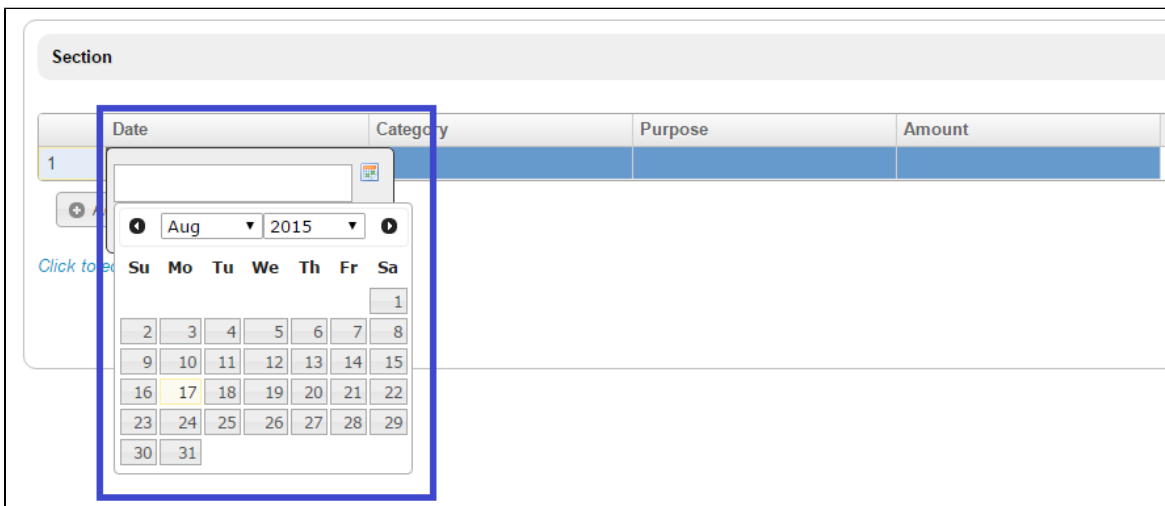 Section
Date Category Purpose Amount
1
Aug 2015
Click to
Su Mo Tu We Th Fr Sa
1
2 3 4 5 6 7 8
9 10 11 12 13 14 15
16 17 18 19 20 21 22
23 24 25 26 27 28 29
30 31